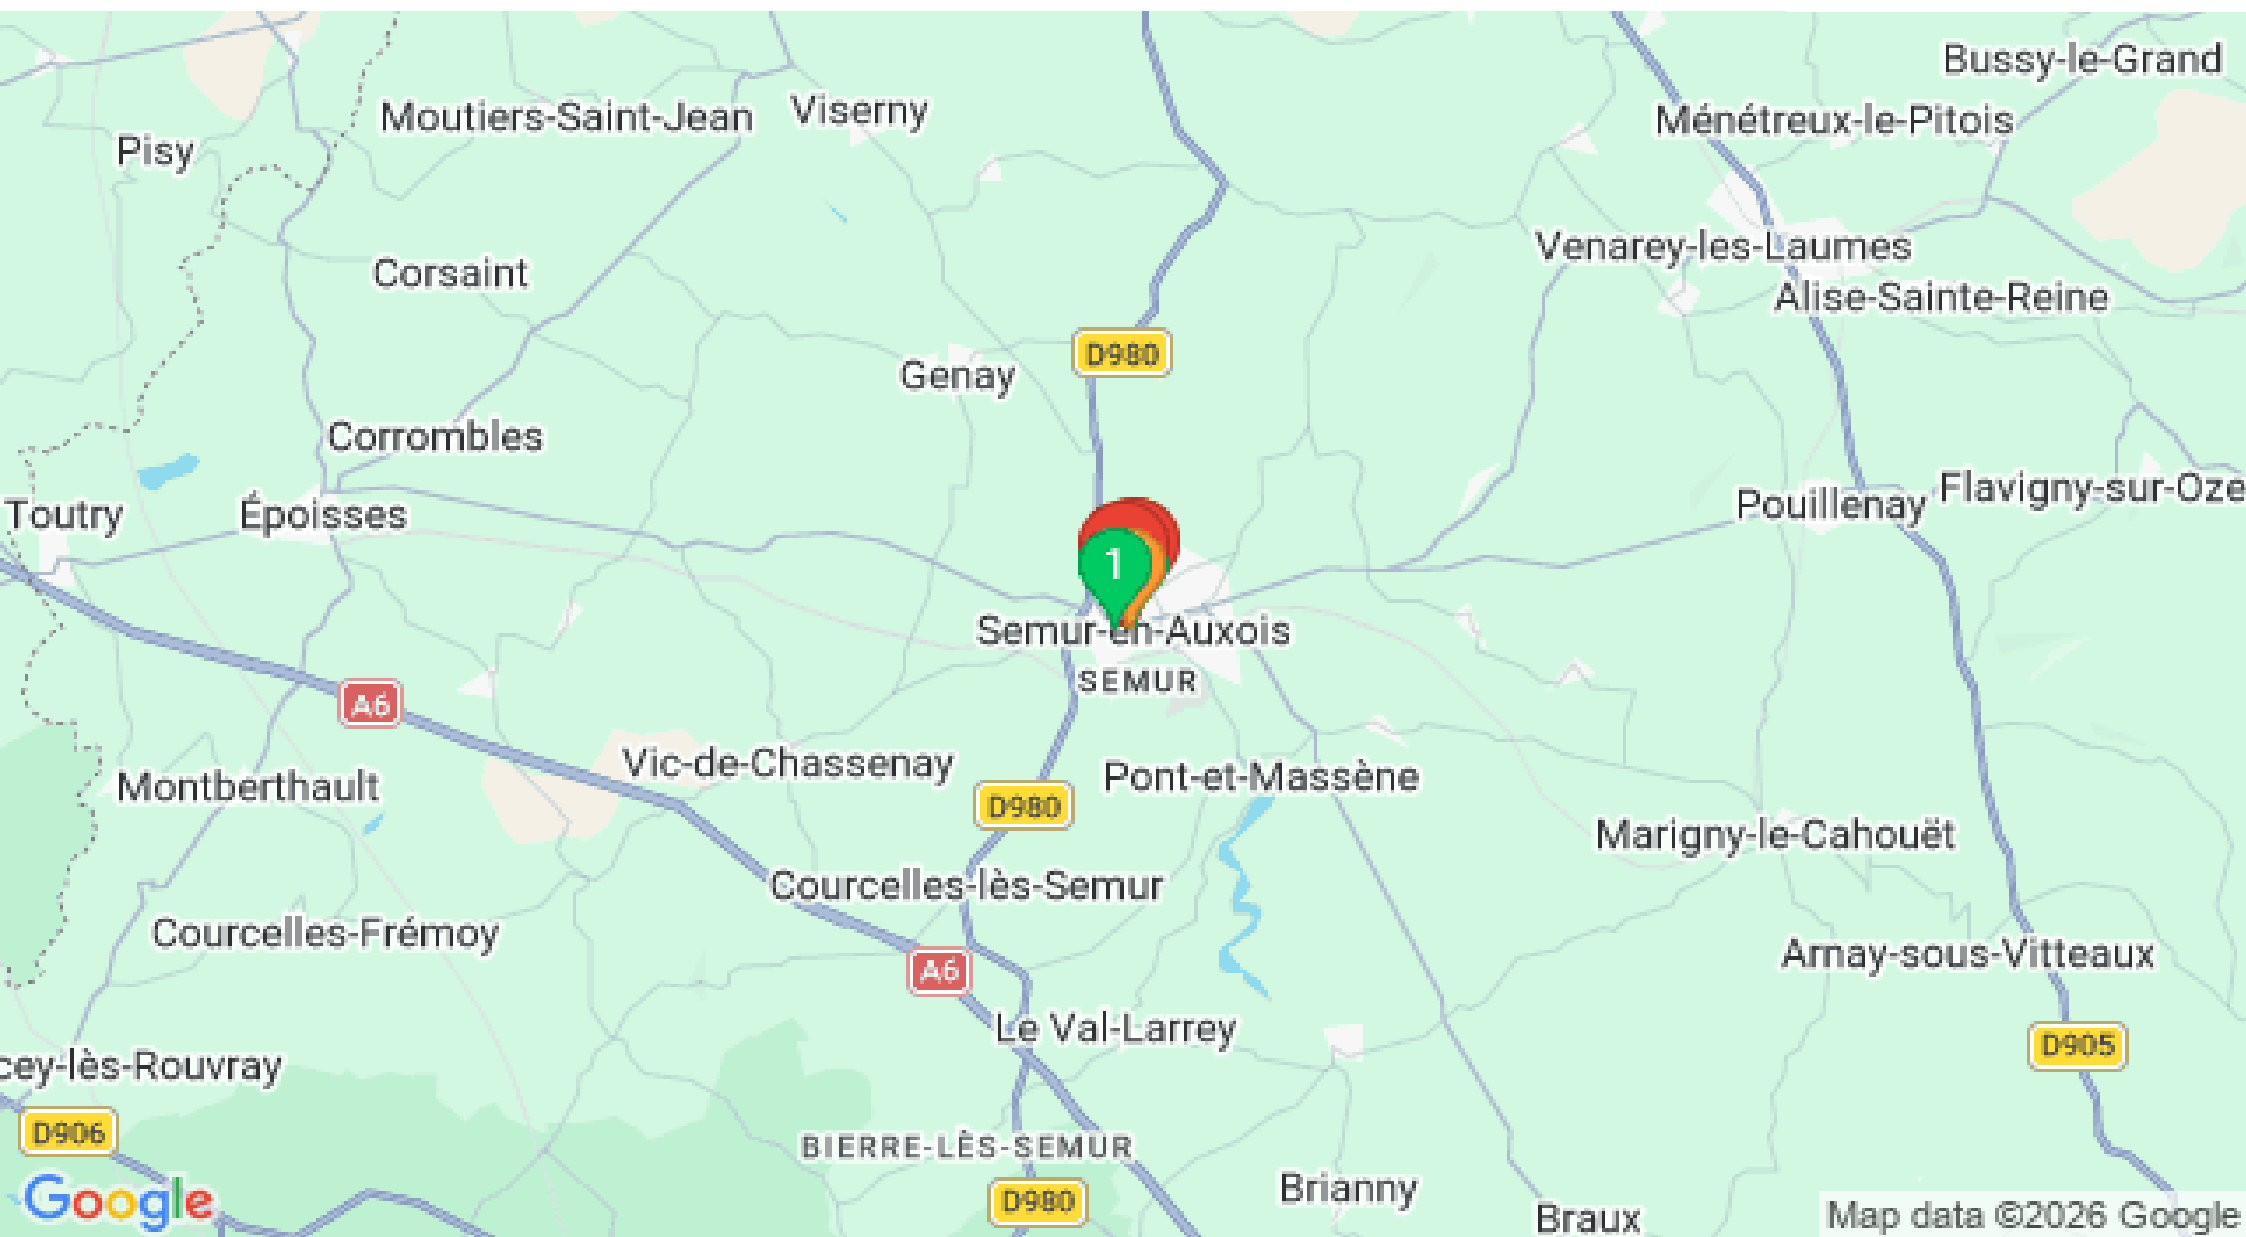 Bussy-le-Grand
Moutiers-Saint-Jean
Viserny
Ménétreux-le-Pitois
Pisy
Venarey-les-Laumes
Corsaint
Alise-Sainte-Reine
D980
Genay
Corrombles
Toutry
Époisses
Pouillenay
Flavigny-sur-Oze
1
Semur-en-Auxois
SEMUR
A6
Vic-de-Chassenay
Pont-et-Massène
Montberthault
D980
Marigny-le-Cahouët
Courcelles-lès-Semur
Courcelles-Frémoy
Arnay-sous-Vitteaux
A6
Le Val-Larrey
D905
cey-lès-Rouvray
D906
BIERRE-LÈS-SEMUR
Brianny
D980
Google
Braux
Map data ©2026 Google